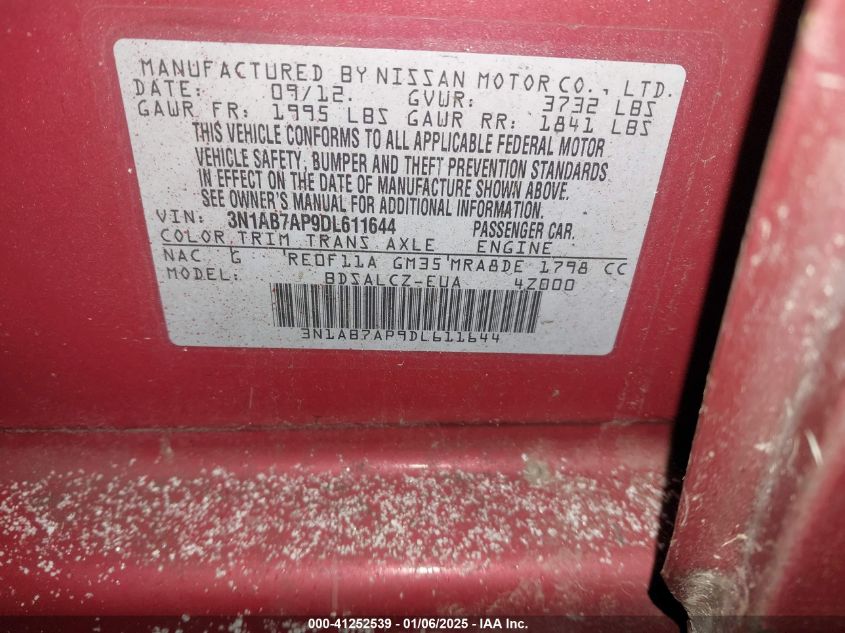 MANUFACTURED BY NISSAN MOTOR CO., LTD.
DATE: 09/12. GVWR: 3732 LBS
GAWR FR: 1995 LBS GAWR RR: 1841 LBS
THIS VEHICLE CONFORMS TO ALL APPLICABLE FEDERAL MOTOR
VEHICLE SAFETY, BUMPER AND THEFT PREVENTION STANDARDS
IN EFFECT ON THE DATE OF MANUFACTURE SHOWN ABOVE.
SEE OWNER'S MANUAL FOR ADDITIONAL INFORMATION.
VIN: 3N1AB7AP9DL611644 PASSENGER CAR.
COLOR TRIM TRANS AXLE ENGINE
NAC G RE0F11A GM35 MRA8DE 1798 CC
MODEL: BDSALCZ-EUA 4Z000
3N1AB7AP9DL611644
000-41252539 | 01/06/2025 - IAA Inc.